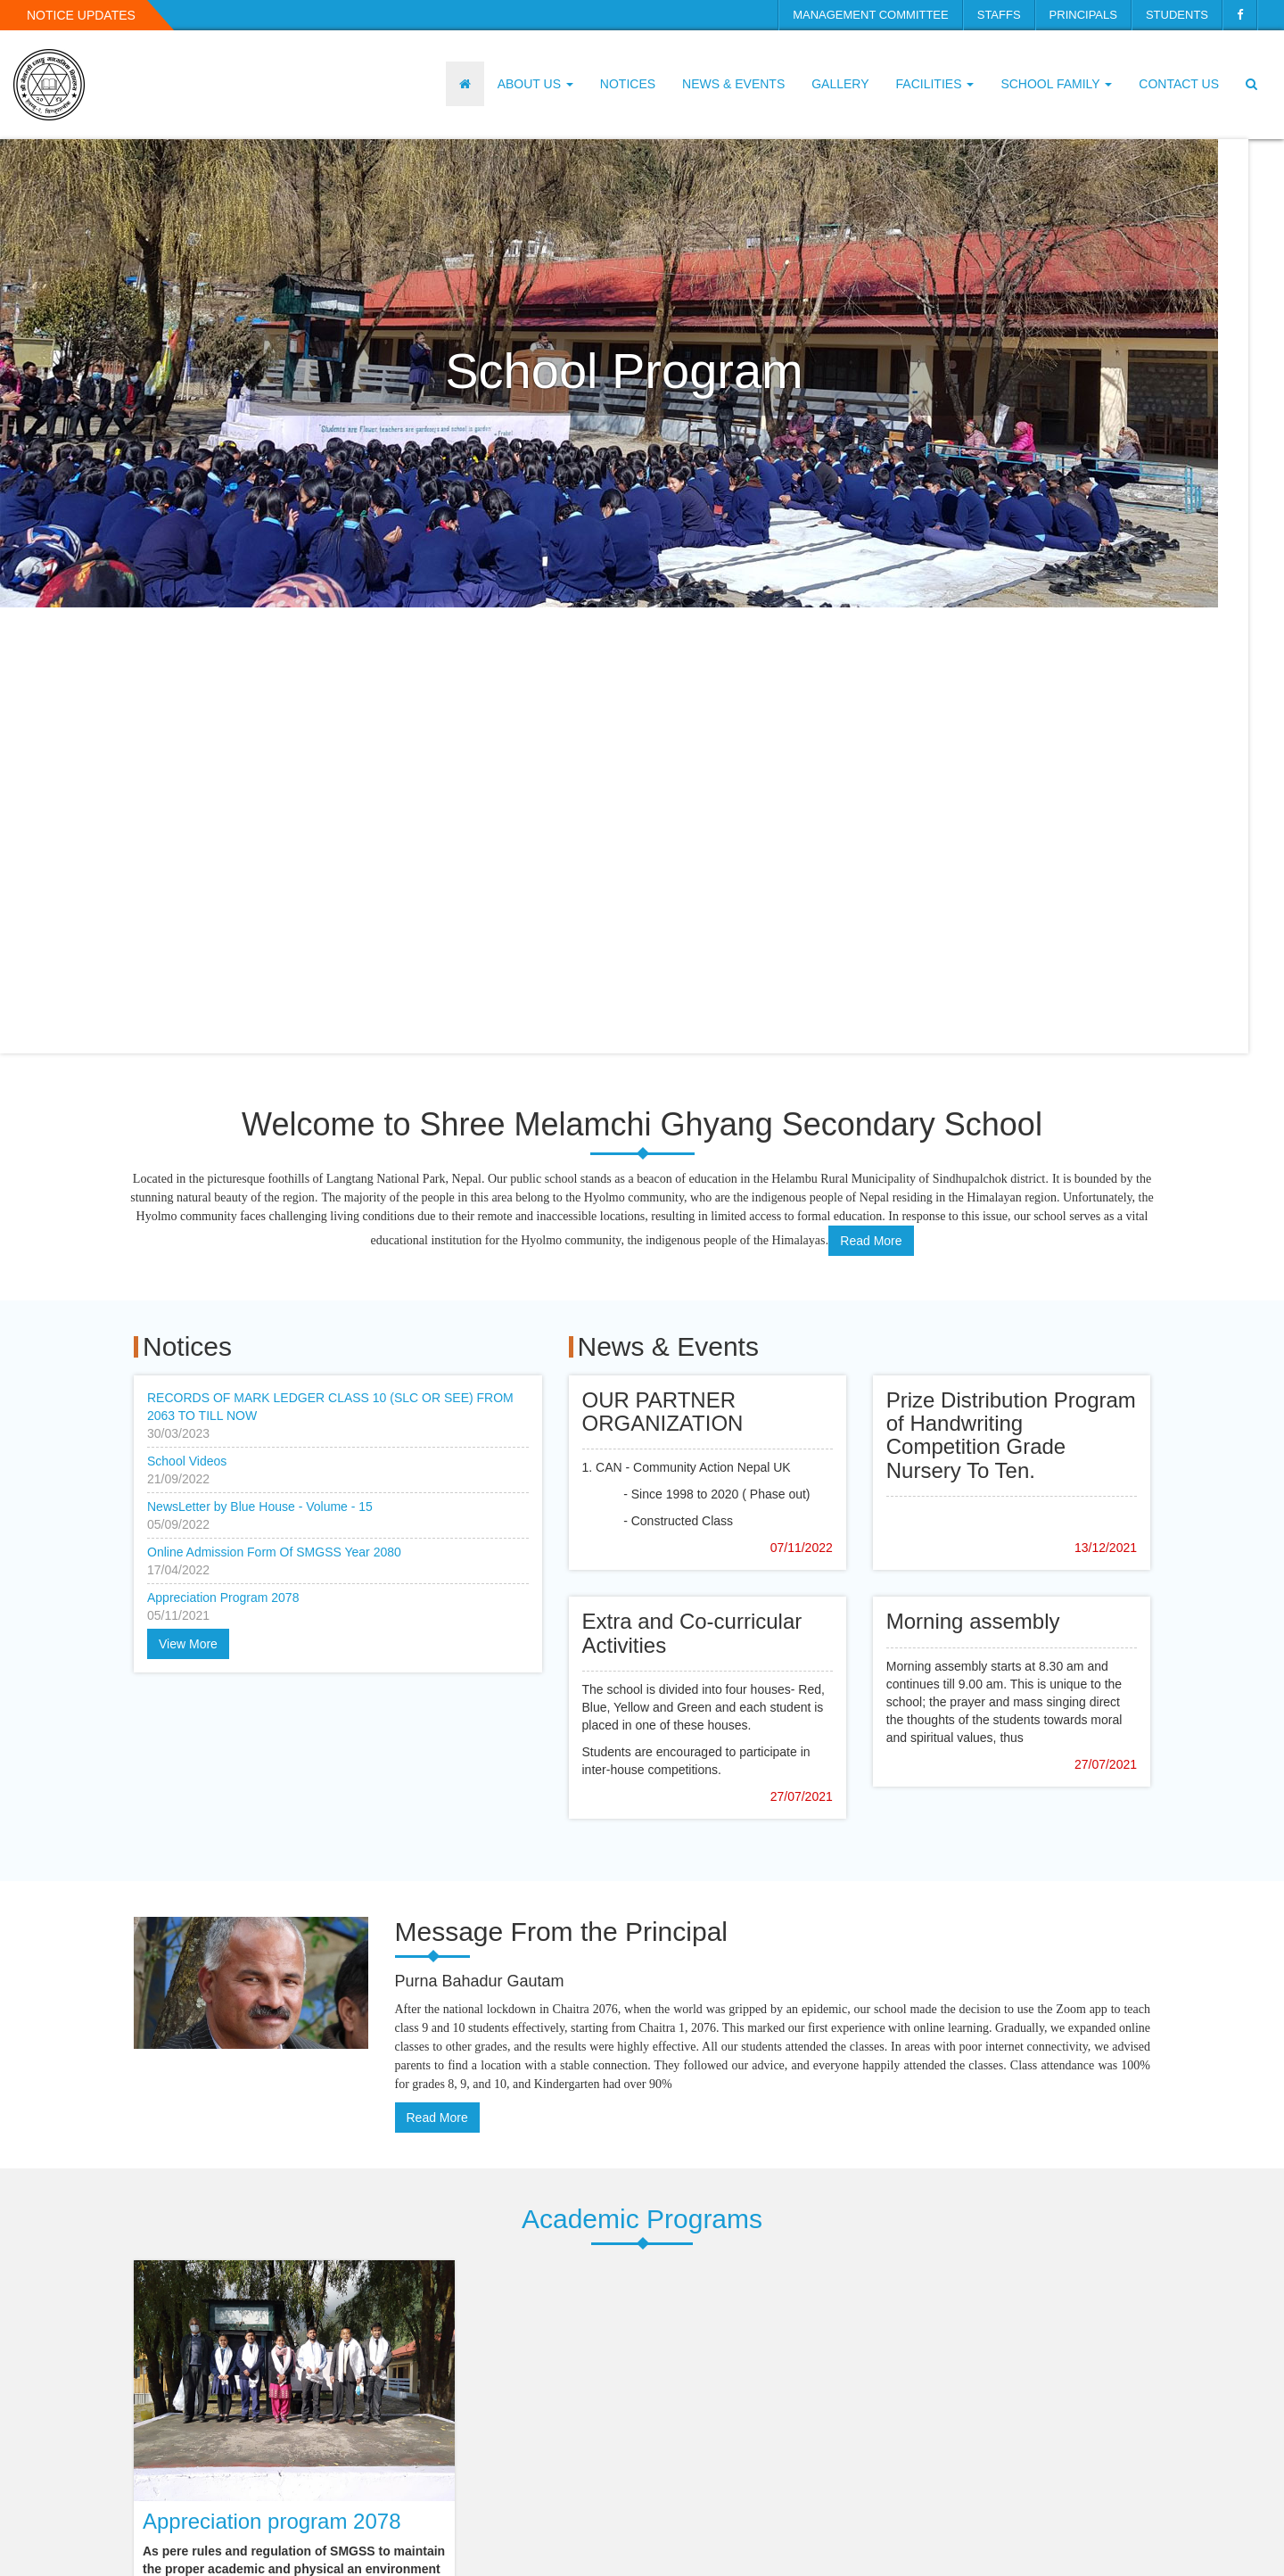 NOTICE UPDATES
MANAGEMENT COMMITTEE
STAFFS
PRINCIPALS
STUDENTS
ABOUT US
NOTICES
NEWS & EVENTS
GALLERY
FACILITIES
SCHOOL FAMILY
CONTACT US
School Program
Students are Flower, teachers are gardeners and school is garden
Welcome to Shree Melamchi Ghyang Secondary School
Located in the picturesque foothills of Langtang National Park, Nepal. Our public school stands as a beacon of education in the Helambu Rural Municipality of Sindhupalchok district. It is bounded by the
stunning natural beauty of the region. The majority of the people in this area belong to the Hyolmo community, who are the indigenous people of Nepal residing in the Himalayan region. Unfortunately, the
Hyolmo community faces challenging living conditions due to their remote and inaccessible locations, resulting in limited access to formal education. In response to this issue, our school serves as a vital
educational institution for the Hyolmo community, the indigenous people of the Himalayas. Read More
Notices
RECORDS OF MARK LEDGER CLASS 10 (SLC OR SEE) FROM
2063 TO TILL NOW
30/03/2023
School Videos
21/09/2022
NewsLetter by Blue House - Volume - 15
05/09/2022
Online Admission Form Of SMGSS Year 2080
17/04/2022
Appreciation Program 2078
05/11/2021
View More
News & Events
OUR PARTNER
ORGANIZATION
1. CAN - Community Action Nepal UK
- Since 1998 to 2020 ( Phase out)
- Constructed Class
07/11/2022
Prize Distribution Program
of Handwriting
Competition Grade
Nursery To Ten.
13/12/2021
Extra and Co-curricular
Activities
The school is divided into four houses- Red,
Blue, Yellow and Green and each student is
placed in one of these houses.
Students are encouraged to participate in
inter-house competitions.
27/07/2021
Morning assembly
Morning assembly starts at 8.30 am and
continues till 9.00 am. This is unique to the
school; the prayer and mass singing direct
the thoughts of the students towards moral
and spiritual values, thus
27/07/2021
Message From the Principal
Purna Bahadur Gautam
After the national lockdown in Chaitra 2076, when the world was gripped by an epidemic, our school made the decision to use the Zoom app to teach
class 9 and 10 students effectively, starting from Chaitra 1, 2076. This marked our first experience with online learning. Gradually, we expanded online
classes to other grades, and the results were highly effective. All our students attended the classes. In areas with poor internet connectivity, we advised
parents to find a location with a stable connection. They followed our advice, and everyone happily attended the classes. Class attendance was 100%
for grades 8, 9, and 10, and Kindergarten had over 90%
Read More
Academic Programs
Appreciation program 2078
As pere rules and regulation of SMGSS to maintain
the proper academic and physical an environment